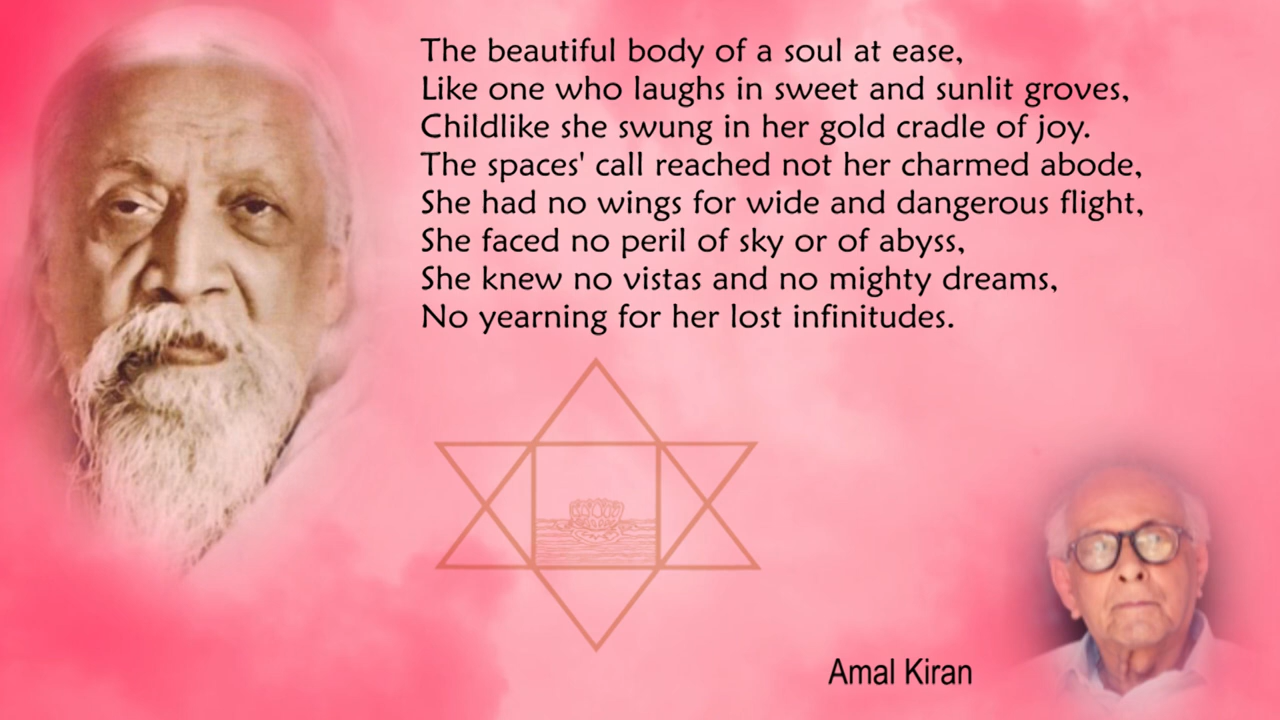 The beautiful body of a soul at ease,
Like one who laughs in sweet and sunlit groves,
Childlike she swung in her gold cradle of joy.
The spaces' call reached not her charmed abode,
She had no wings for wide and dangerous flight,
She faced no peril of sky or of abyss,
She knew no vistas and no mighty dreams,
No yearning for her lost infinitudes.
Amal Kiran